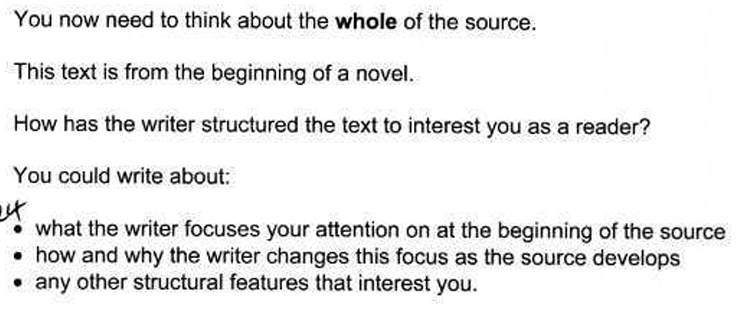 You now need to think about the whole of the source.
This text is from the beginning of a novel.
How has the writer structured the text to interest you as a reader?
You could write about:
• what the writer focuses your attention on at the beginning of the source
• how and why the writer changes this focus as the source develops
• any other structural features that interest you.